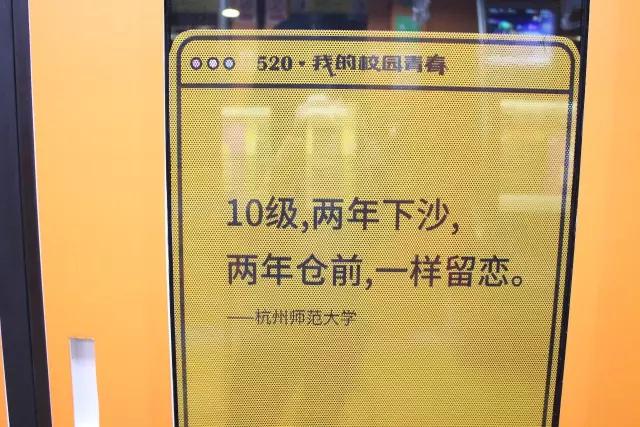 520·我的校园青春
10级,两年下沙,
两年仓前,一样留恋。
——杭州师范大学